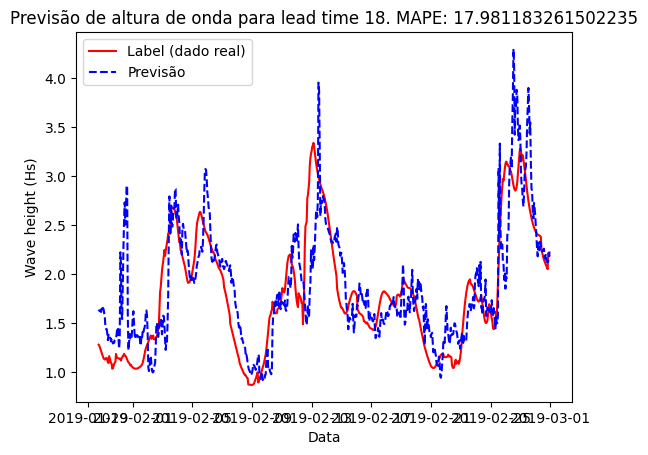 Previsão de altura de onda para lead time 18. MAPE: 17.981183261502235
Label (dado real)
Previsão
4.0
3.5
3.0
2.5
2.0
1.5
1.0
Wave height (Hs)
2019-01-29 2019-02-01 2019-02-05 2019-02-09 2019-02-13 2019-02-17 2019-02-21 2019-02-25 2019-03-01
Data